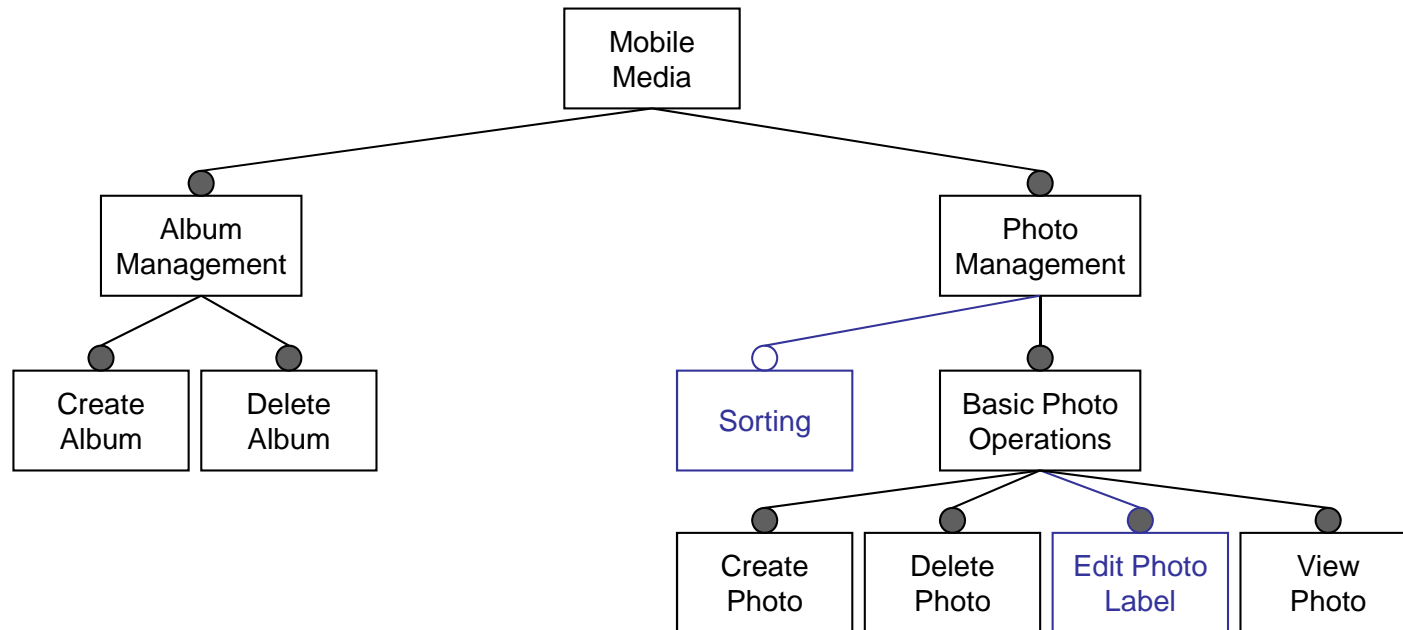 Mobile
Media
Album
Management
Photo
Management
Create
Album
Delete
Album
Sorting
Basic Photo
Operations
Create
Photo
Delete
Photo
Edit Photo
Label
View
Photo